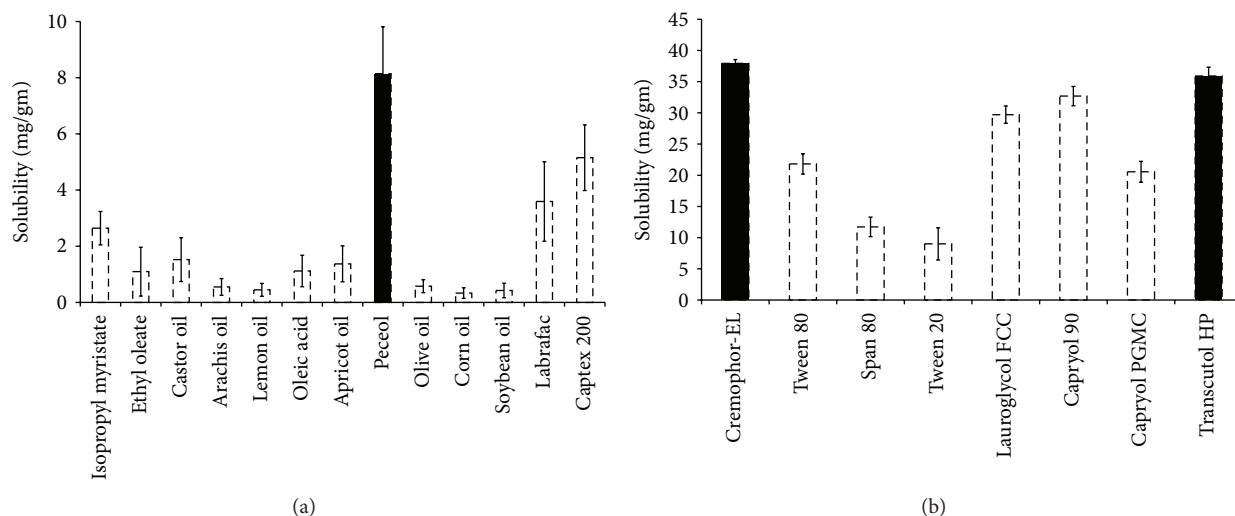 10
8
6
4
2
0
Solubility (mg/gm)
Isopropyl myristate
Ethyl oleate
Castor oil
Arachis oil
Lemon oil
Oleic acid
Apricot oil
Peceol
Olive oil
Corn oil
Soybean oil
Labrafac
Captex 200
(a)
45
40
35
30
25
20
15
10
5
0
Solubility (mg/gm)
Cremophor-EL
Tween 80
Span 80
Tween 20
Lauroglycol FCC
Capryol 90
Capryol PGMC
Transcutol HP
(b)